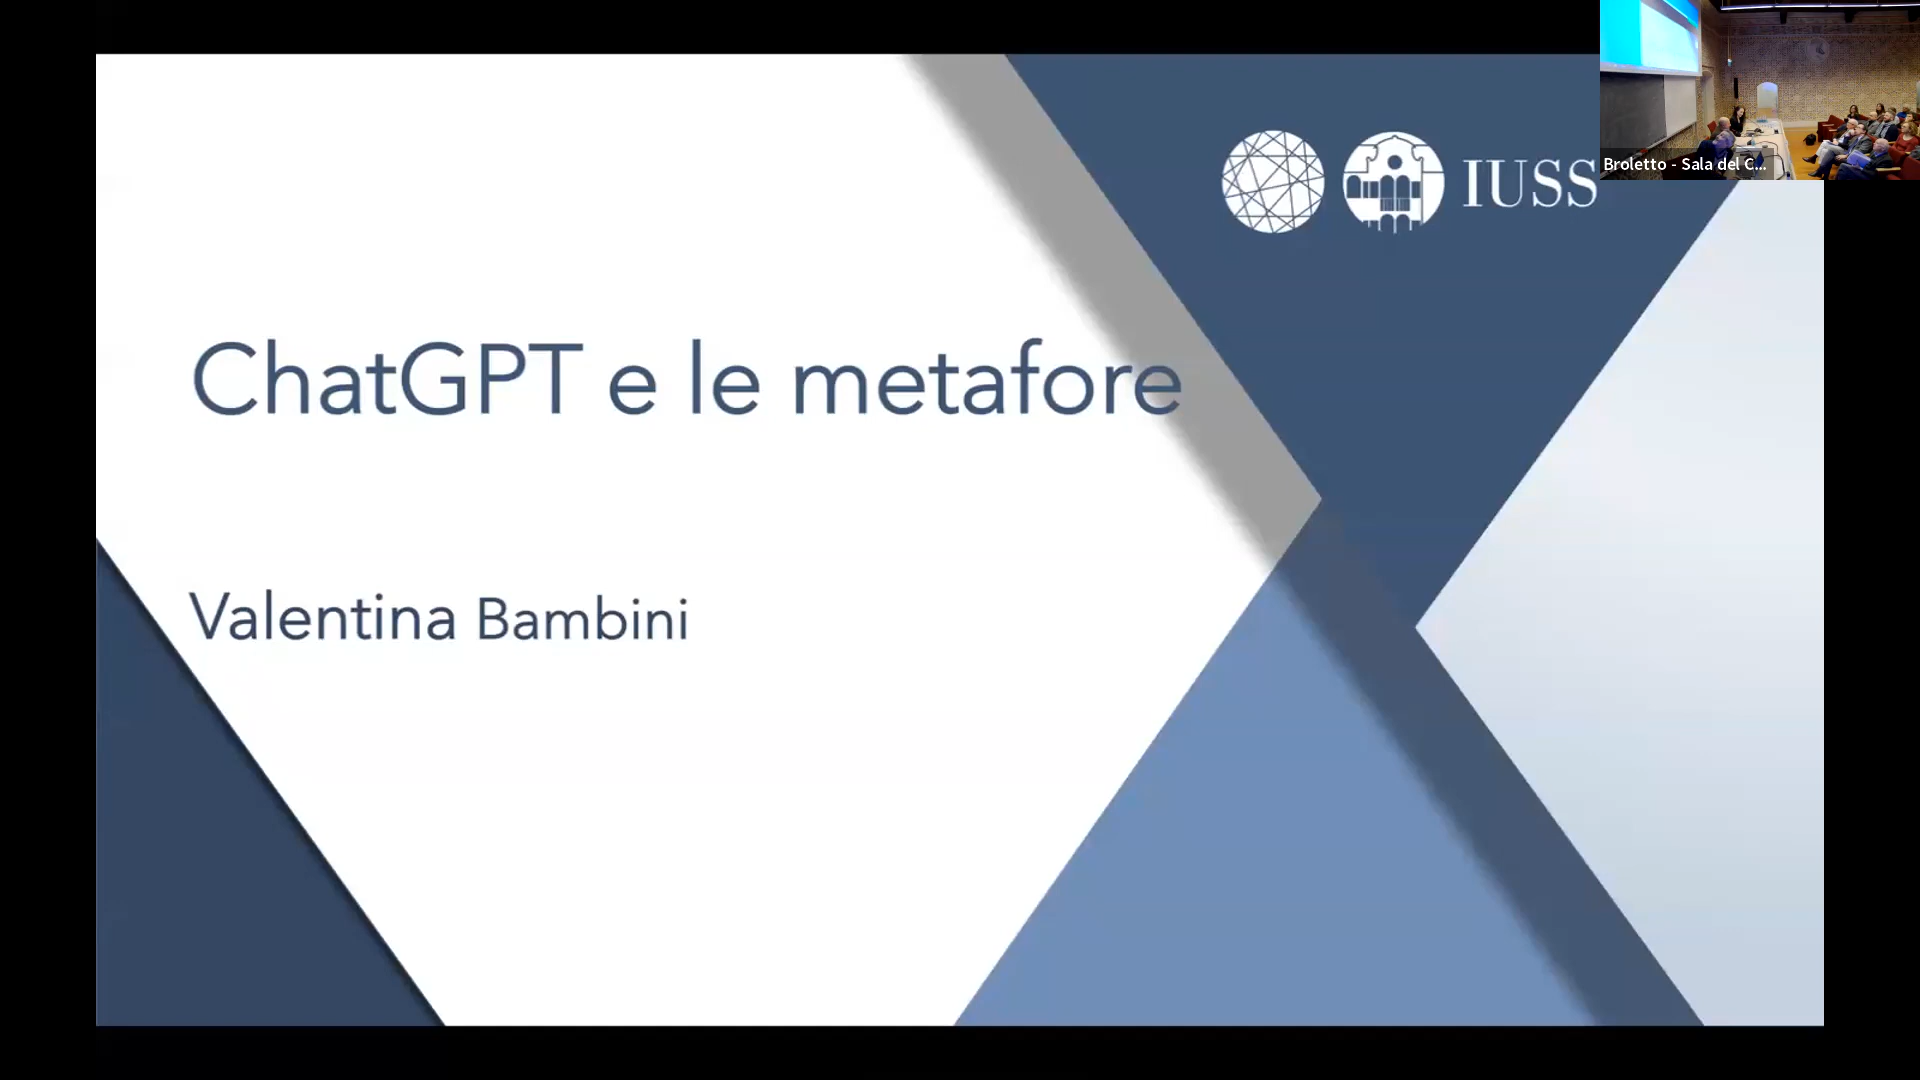 IUSS
Broletto - Sala del C...
ChatGPT e le metafore
Valentina Bambini